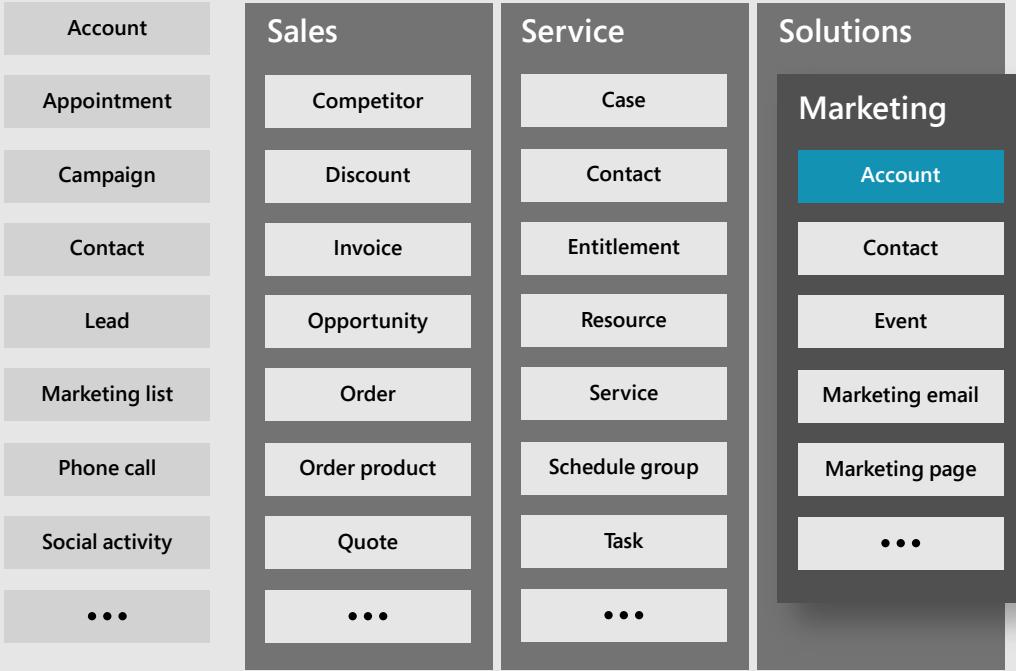 Account
Appointment
Campaign
Contact
Lead
Marketing list
Phone call
Social activity
•••
Sales
Competitor
Discount
Invoice
Opportunity
Order
Order product
Quote
•••
Service
Case
Contact
Entitlement
Resource
Service
Schedule group
Task
•••
Solutions
Marketing
Account
Contact
Event
Marketing email
Marketing page
•••